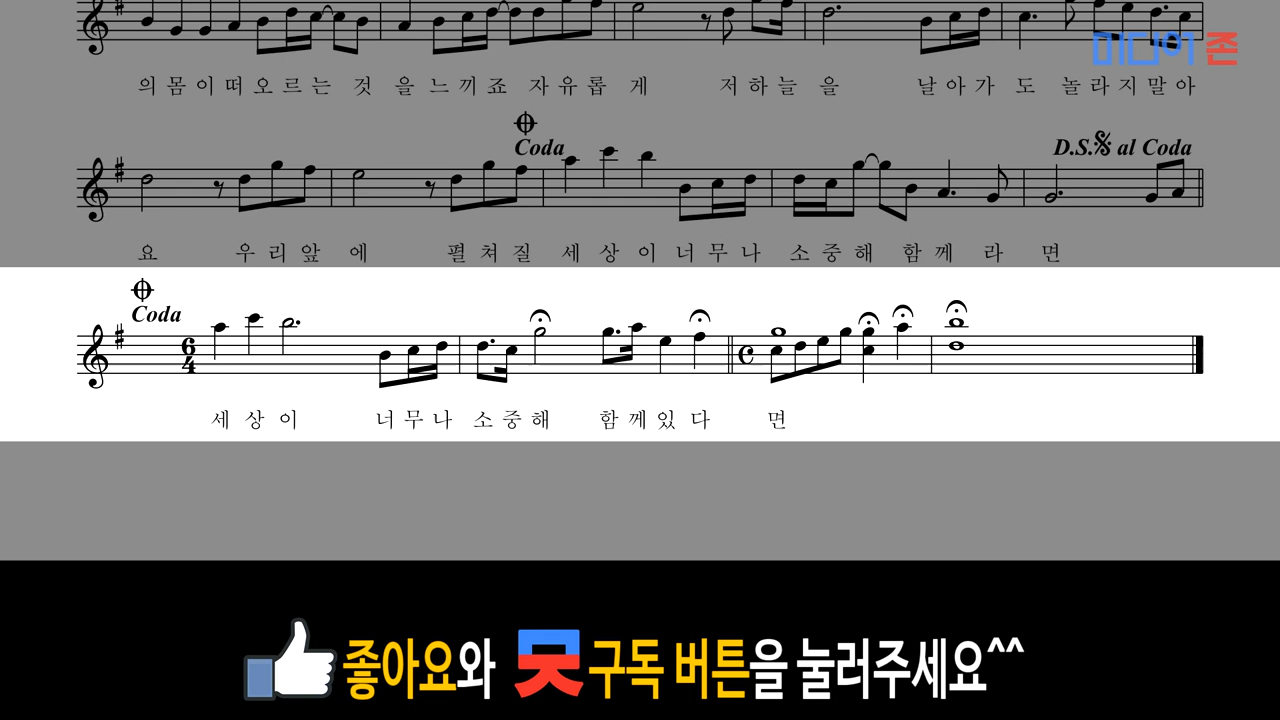 의 몸 이 떠 오 르 는 것 을 느 끼 죠 자 유 롭 게 저 하 늘 을 날 아 가 도 놀 라 지 말 아
미디어존
Coda
D.S. al Coda
요 우 리 앞 에 펼 쳐 질 세 상 이 너 무 나 소 중 해 함 께 라 면
Coda
6
4
세 상 이 너 무 나 소 중 해 함 께 있 다 면
좋아요와 구독 버튼을 눌러주세요^^